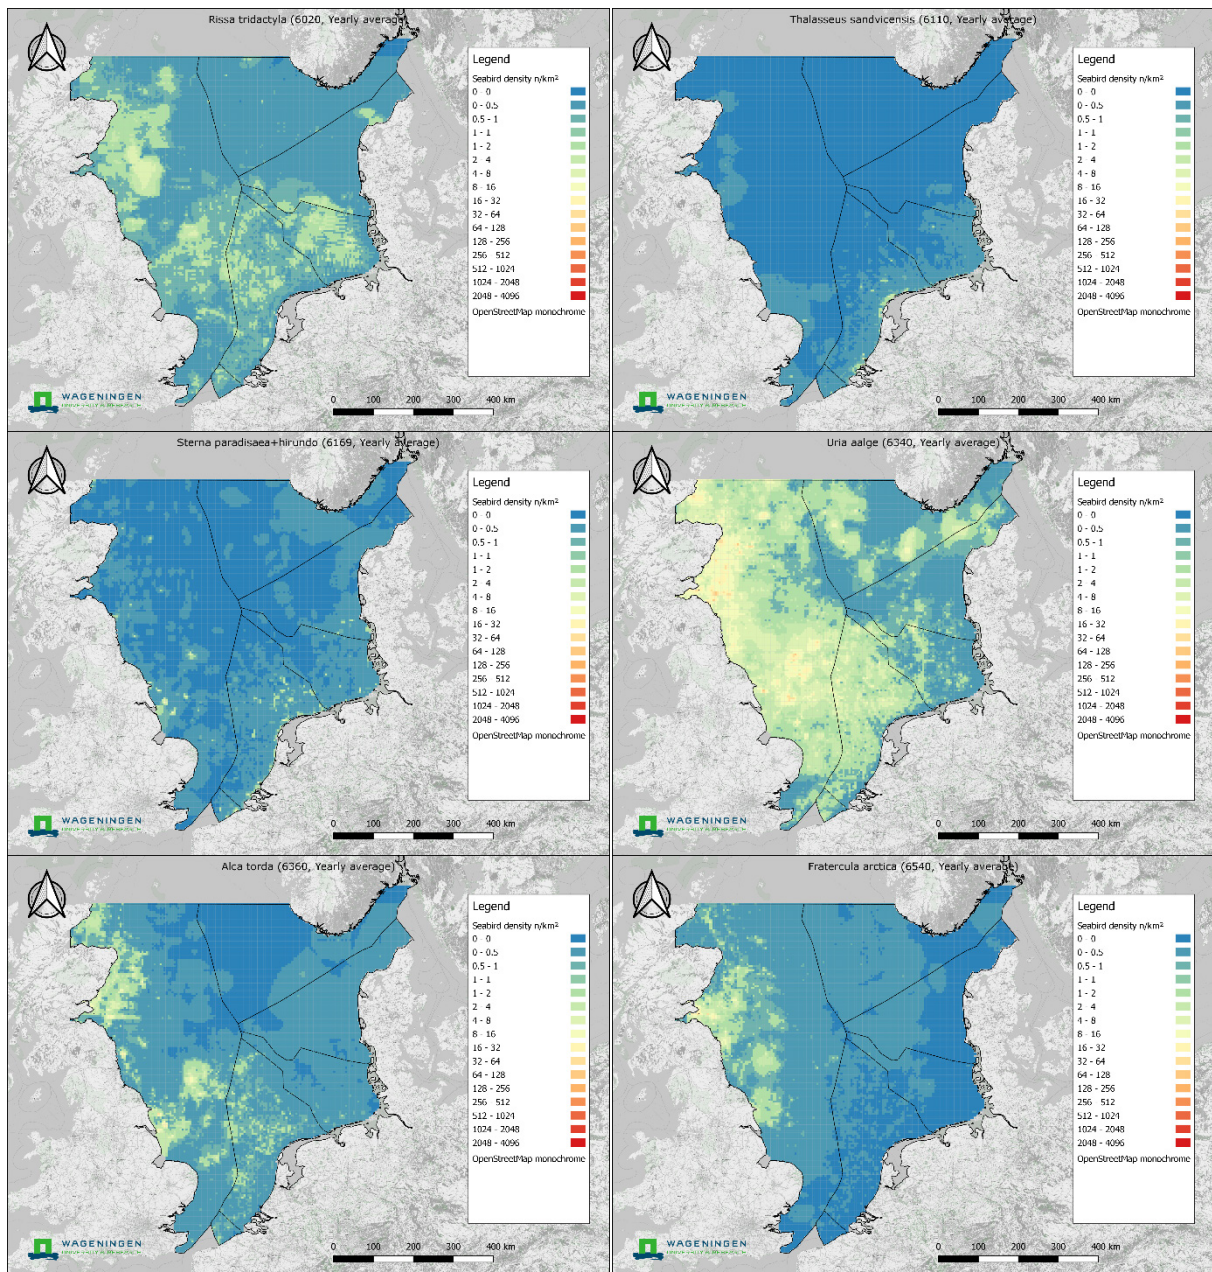 Rissa tridactyla (6020, Yearly average)
Legend
Seabird density n/km²
0 - 0
0 - 0.5
0.5 - 1
1 - 1
1 - 2
2 - 4
4 - 8
8 - 16
16 - 32
32 - 64
64 - 128
128 - 256
256 - 512
512 - 1024
1024 - 2048
2048 - 4096
OpenStreetMap monochrome
WAGENINGEN
0 100 200 300 400 km
Thalasseus sandvicensis (6110, Yearly average)
Legend
Seabird density n/km²
0 - 0
0 - 0.5
0.5 - 1
1 - 1
1 - 2
2 - 4
4 - 8
8 - 16
16 - 32
32 - 64
64 - 128
128 - 256
256 - 512
512 - 1024
1024 - 2048
2048 - 4096
OpenStreetMap monochrome
WAGENINGEN
0 100 200 300 400 km
Sterna paradisaea+hirundo (6169, Yearly average)
Legend
Seabird density n/km²
0 - 0
0 - 0.5
0.5 - 1
1 - 1
1 - 2
2 - 4
4 - 8
8 - 16
16 - 32
32 - 64
64 - 128
128 - 256
256 - 512
512 - 1024
1024 - 2048
2048 - 4096
OpenStreetMap monochrome
WAGENINGEN
0 100 200 300 400 km
Uria aalge (6340, Yearly average)
Legend
Seabird density n/km²
0 - 0
0 - 0.5
0.5 - 1
1 - 1
1 - 2
2 - 4
4 - 8
8 - 16
16 - 32
32 - 64
64 - 128
128 - 256
256 - 512
512 - 1024
1024 - 2048
2048 - 4096
OpenStreetMap monochrome
WAGENINGEN
0 100 200 300 400 km
Alca torda (6360, Yearly average)
Legend
Seabird density n/km²
0 - 0
0 - 0.5
0.5 - 1
1 - 1
1 - 2
2 - 4
4 - 8
8 - 16
16 - 32
32 - 64
64 - 128
128 - 256
256 - 512
512 - 1024
1024 - 2048
2048 - 4096
OpenStreetMap monochrome
WAGENINGEN
0 100 200 300 400 km
Fratercula arctica (6540, Yearly average)
Legend
Seabird density n/km²
0 - 0
0 - 0.5
0.5 - 1
1 - 1
1 - 2
2 - 4
4 - 8
8 - 16
16 - 32
32 - 64
64 - 128
128 - 256
256 - 512
512 - 1024
1024 - 2048
2048 - 4096
OpenStreetMap monochrome
WAGENINGEN
0 100 200 300 400 km